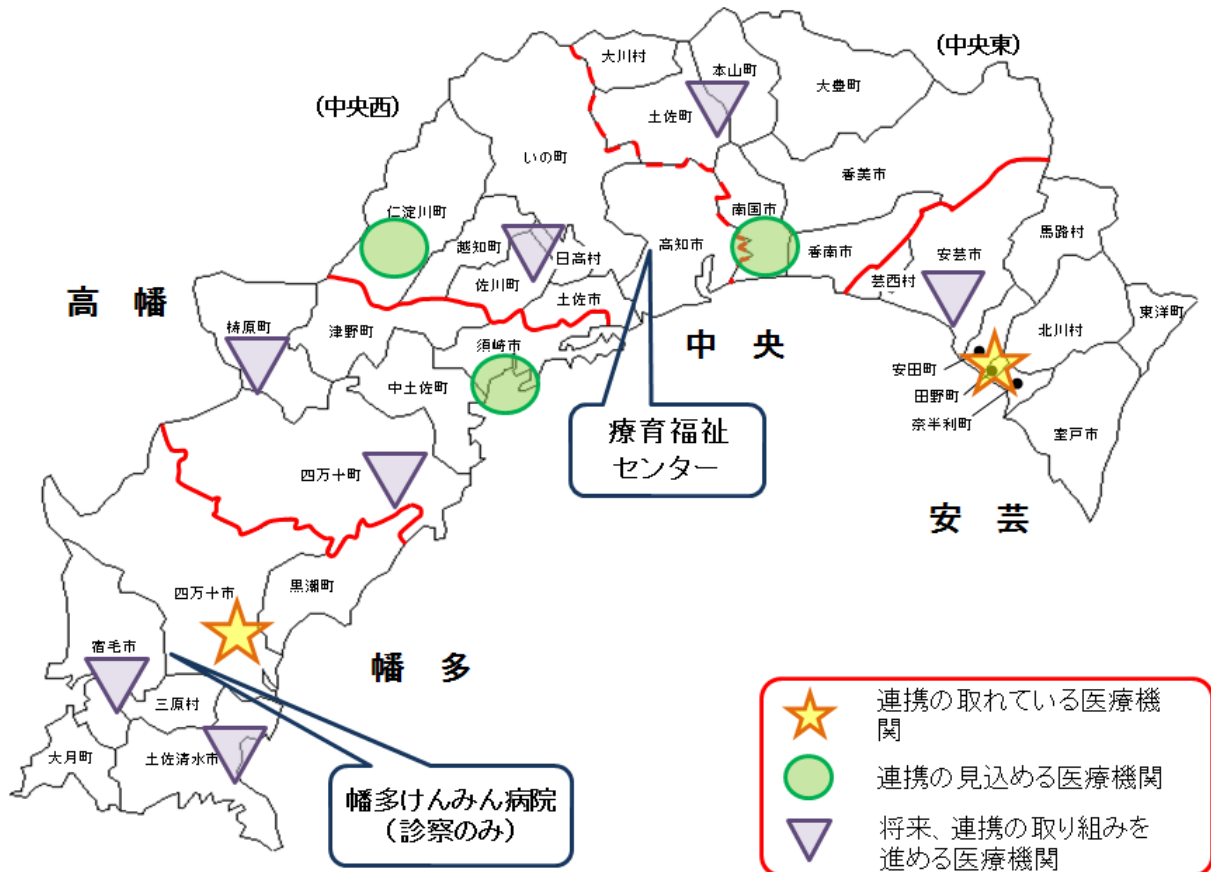 (中央東)
大川村
本山町
大豊町
(中央西)
土佐町
いの町
香美市
仁淀川町
南国市
馬路村
越知町
日高村
高知市
香南市
安芸市
佐川町
芸西村
高 幡
土佐市
東洋町
梼原町
津野町
北川村
須崎市
中 央
安田町
中土佐町
田野町
奈半利町
療育福祉
センター
室戸市
四万十町
安 芸
黒潮町
四万十市
宿毛市
幡 多
三原村
大月町
土佐清水市
幡多けんみん病院
(診察のみ)
連携の取れている医療機
関
連携の見込める医療機関
将来、連携の取り組みを
進める医療機関